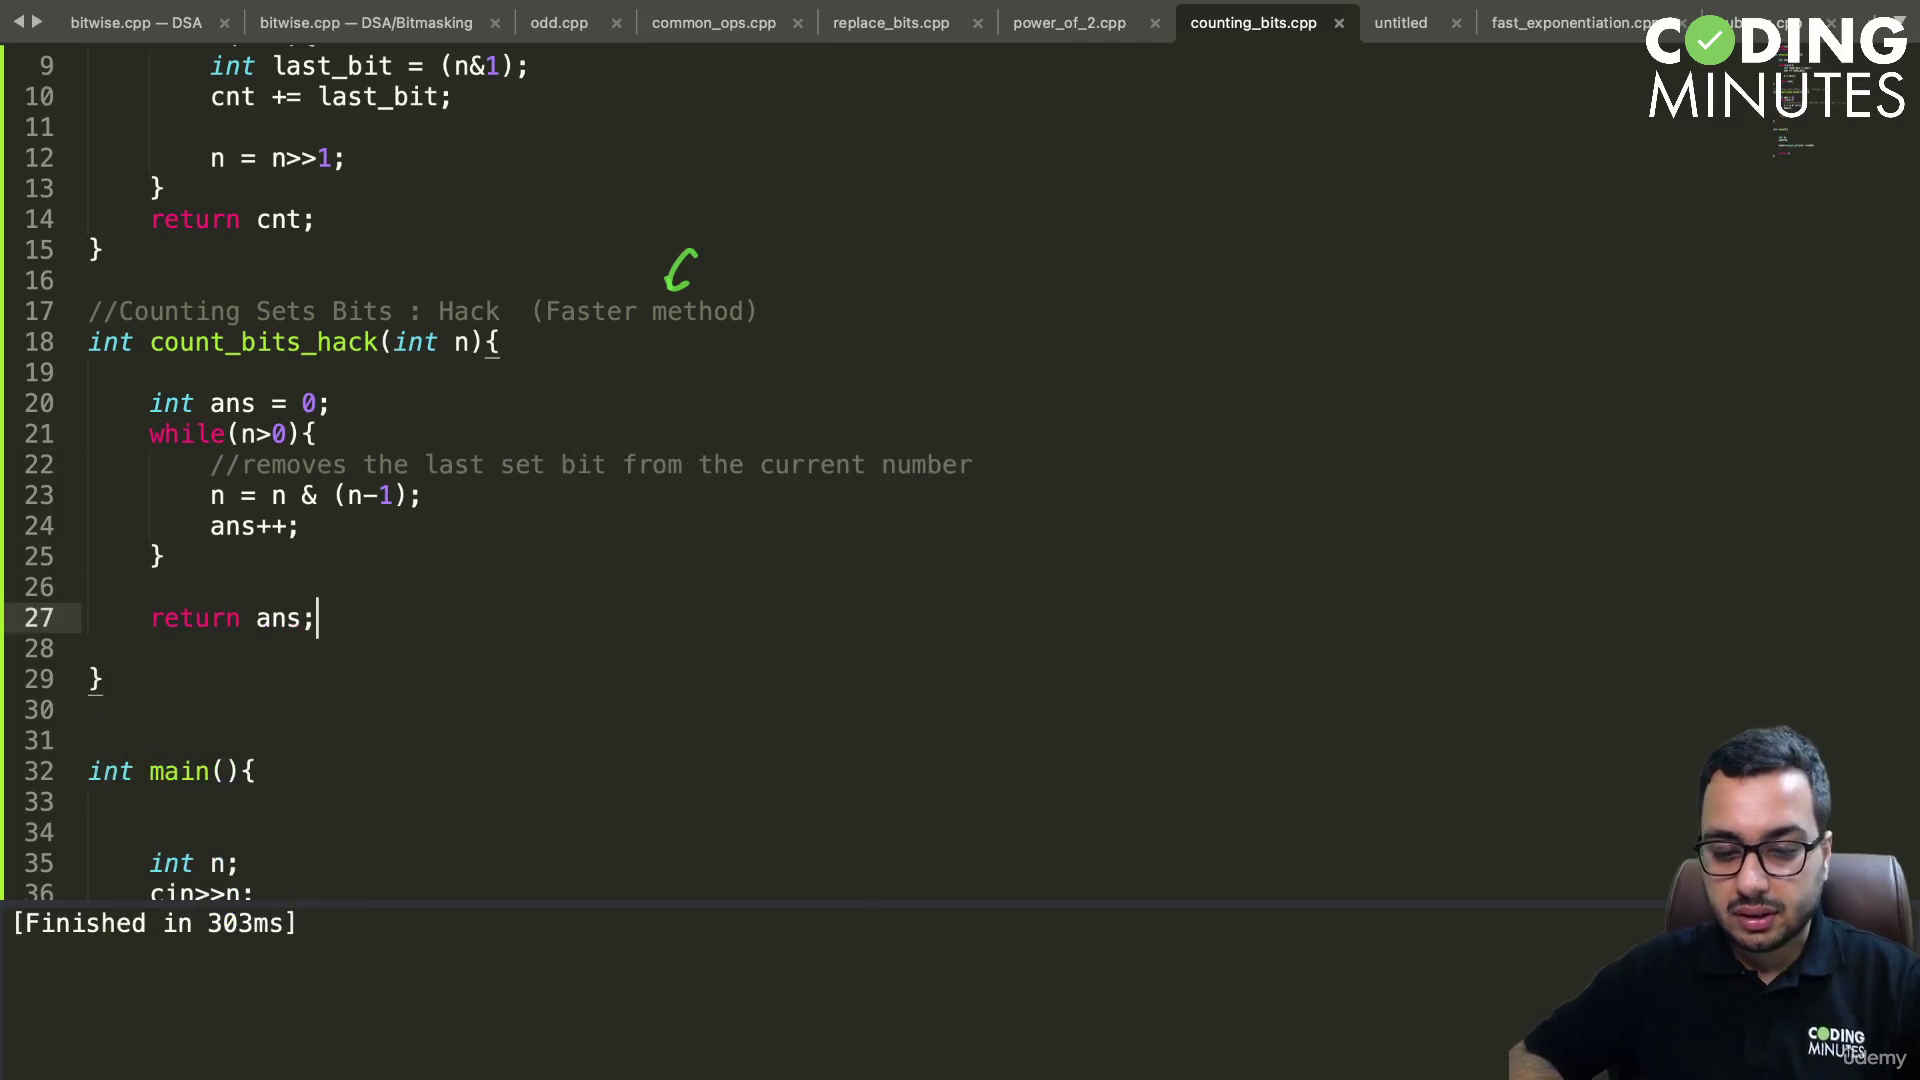 bitwise.cpp — DSA
bitwise.cpp — DSA/Bitmasking
odd.cpp
common_ops.cpp
replace_bits.cpp
power_of_2.cpp
counting_bits.cpp
untitled
fast_exponentiation.cpp
CODING
MINUTES
9 int last_bit = (n&1);
10 cnt += last_bit;
11
12 n = n>>1;
13 }
14 return cnt;
15 }
16
17 //Counting Sets Bits : Hack  (Faster method)
18 int count_bits_hack(int n){
19
20 int ans = 0;
21 while(n>0){
22 //removes the last set bit from the current number
23 n = n & (n-1);
24 ans++;
25 }
26
27 return ans;
28
29 }
30
31
32 int main(){
33
34
35 int n;
36 cin>>n;
[Finished in 303ms]
CODING
MINUTES
udemy